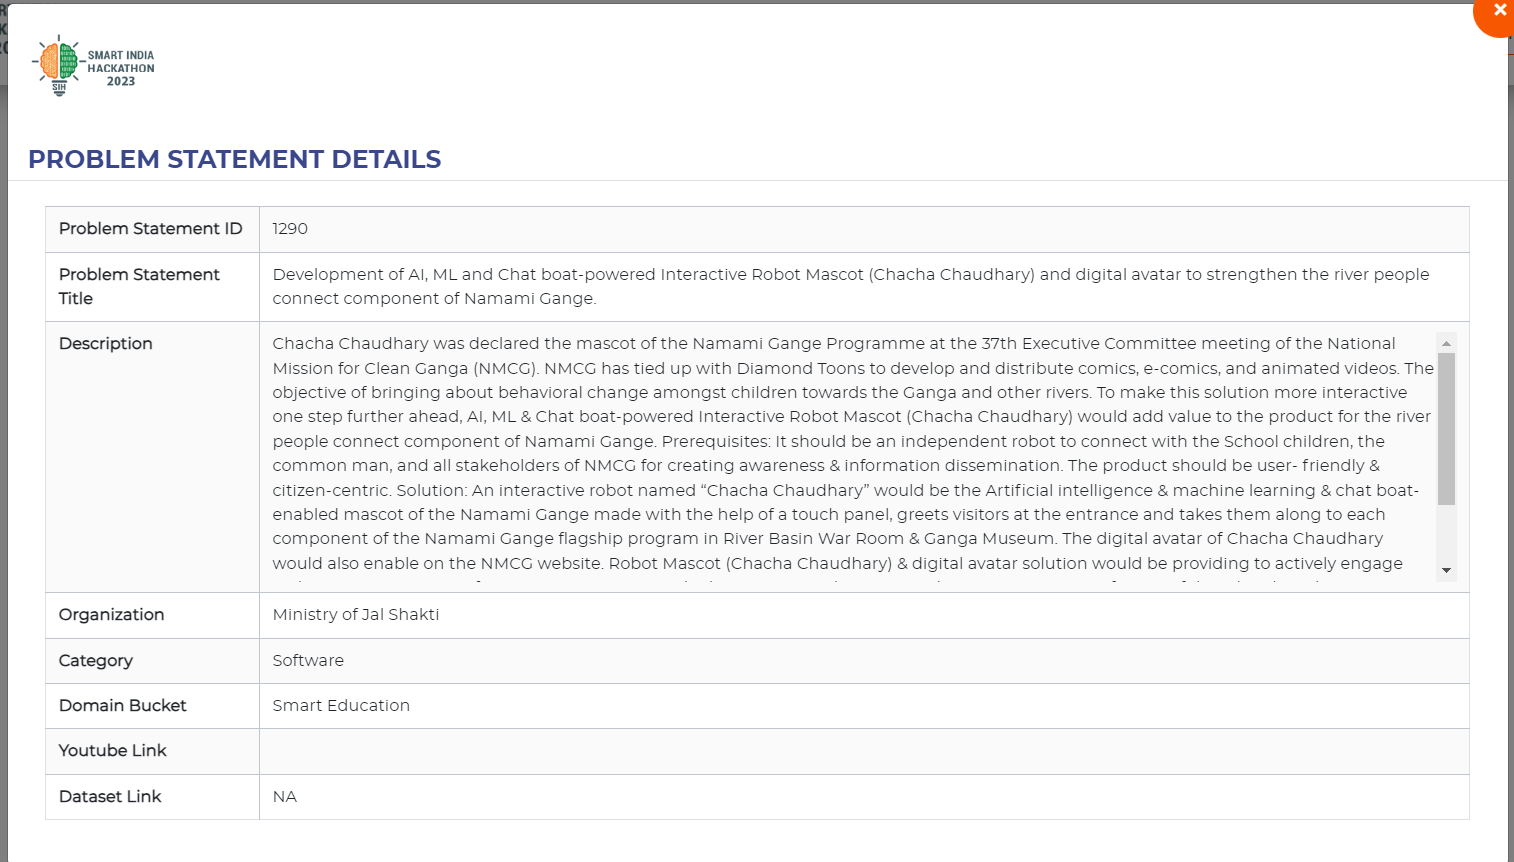 SMART INDIA
HACKATHON
2023
SIH
PROBLEM STATEMENT DETAILS
Problem Statement ID
1290
Problem Statement
Title
Development of AI, ML and Chat boat-powered Interactive Robot Mascot (Chacha Chaudhary) and digital avatar to strengthen the river people
connect component of Namami Gange.
Description
Chacha Chaudhary was declared the mascot of the Namami Gange Programme at the 37th Executive Committee meeting of the National
Mission for Clean Ganga (NMCG). NMCG has tied up with Diamond Toons to develop and distribute comics, e-comics, and animated videos. The
objective of bringing about behavioral change amongst children towards the Ganga and other rivers. To make this solution more interactive
one step further ahead, AI, ML & Chat boat-powered Interactive Robot Mascot (Chacha Chaudhary) would add value to the product for the river
people connect component of Namami Gange. Prerequisites: It should be an independent robot to connect with the School children, the
common man, and all stakeholders of NMCG for creating awareness & information dissemination. The product should be user- friendly &
citizen-centric. Solution: An interactive robot named “Chacha Chaudhary” would be the Artificial intelligence & machine learning & chat boat-
enabled mascot of the Namami Gange made with the help of a touch panel, greets visitors at the entrance and takes them along to each
component of the Namami Gange flagship program in River Basin War Room & Ganga Museum. The digital avatar of Chacha Chaudhary
would also enable on the NMCG website. Robot Mascot (Chacha Chaudhary) & digital avatar solution would be providing to actively engage
Organization
Ministry of Jal Shakti
Category
Software
Domain Bucket
Smart Education
Youtube Link
Dataset Link
NA